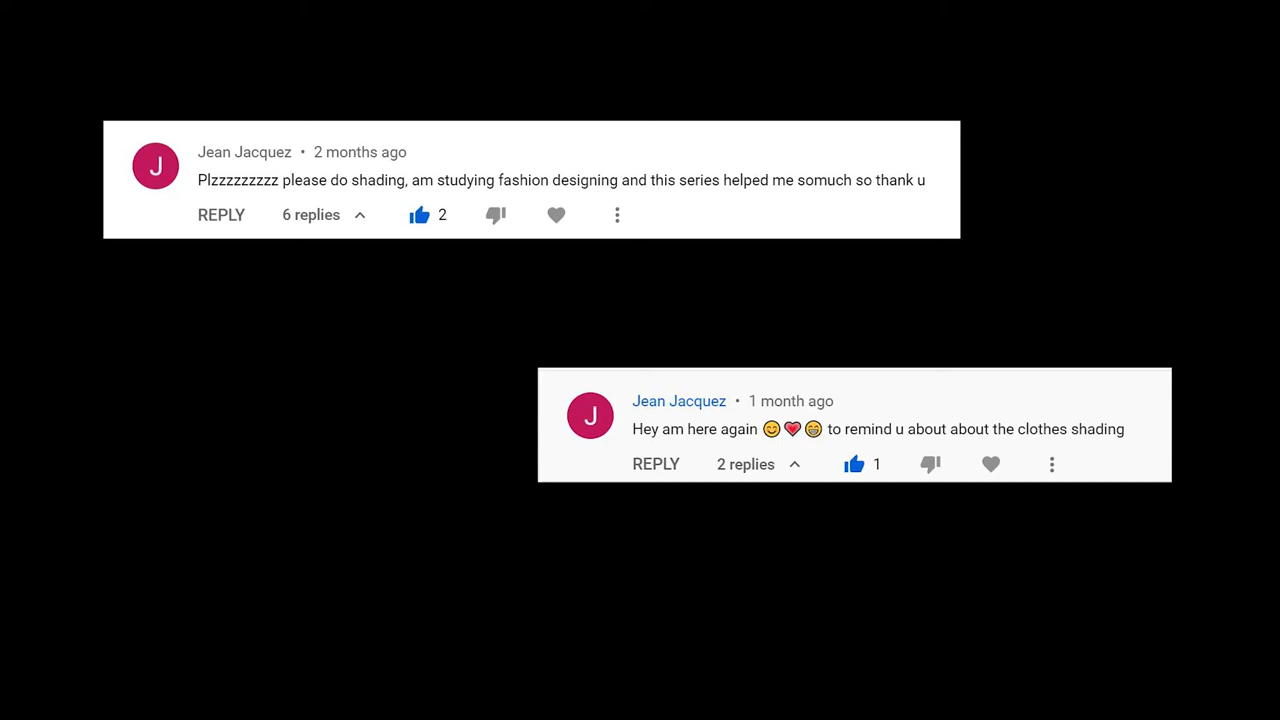 J
Jean Jacquez • 2 months ago
Plzzzzzzzzz please do shading, am studying fashion designing and this series helped me somuch so thank u
REPLY 6 replies 2
J
Jean Jacquez • 1 month ago
Hey am here again 😊❤️😁 to remind u about about the clothes shading
REPLY 2 replies 1